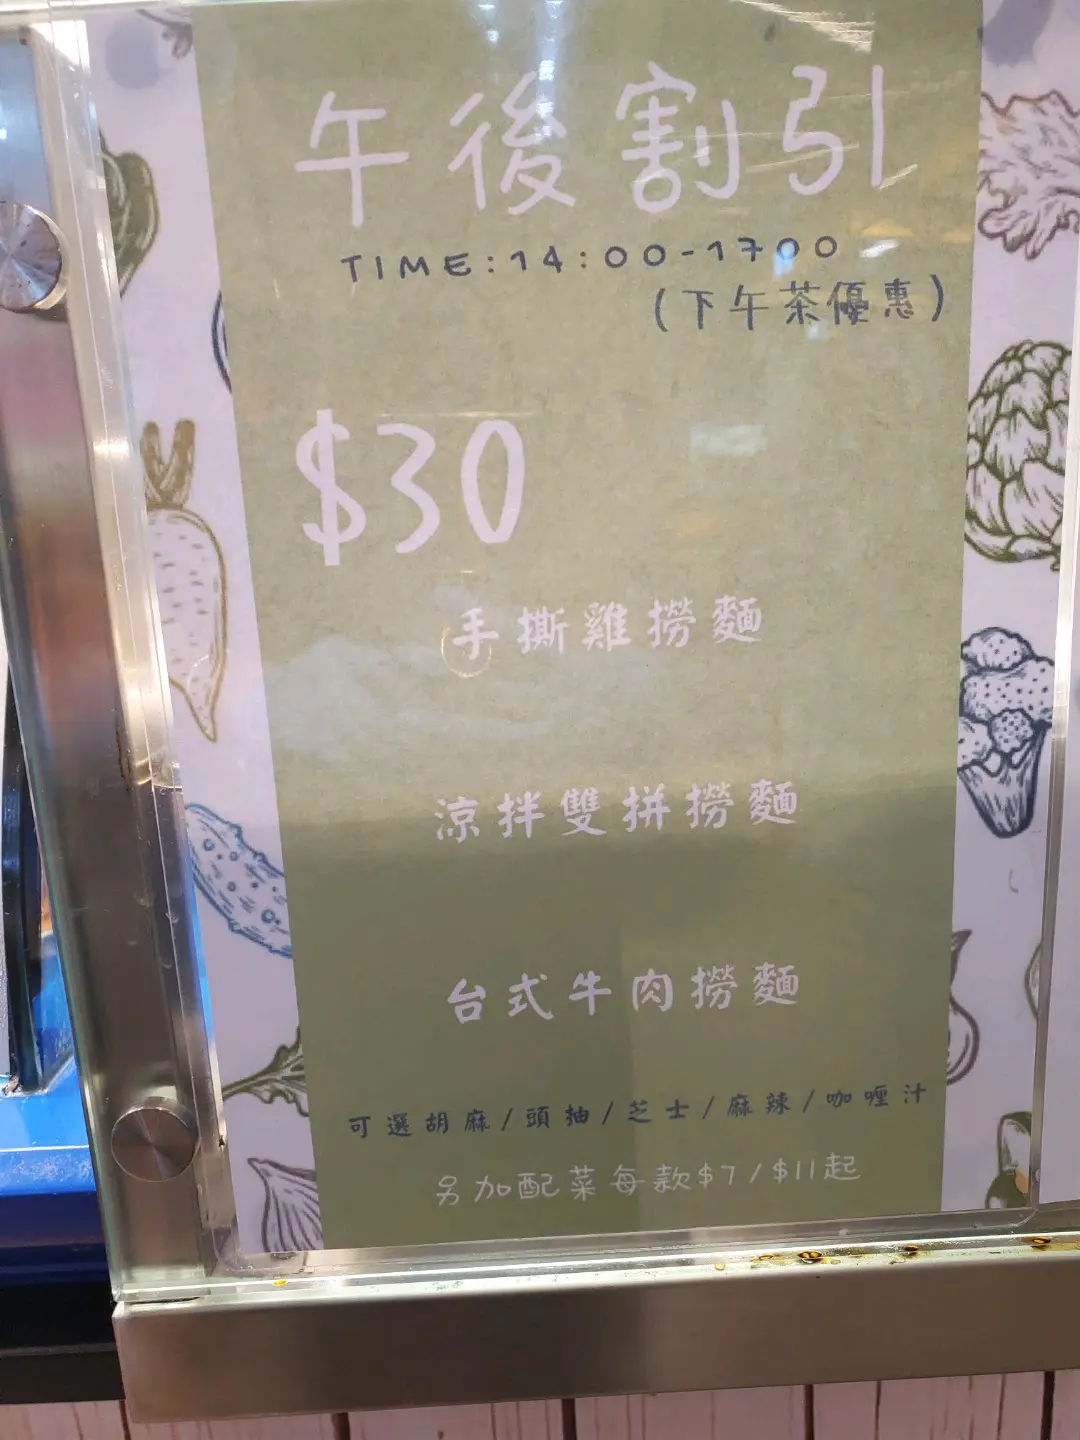 午後割引
TIME:14:00-1700
(下午茶優惠)
$30
手撕雞撈麵
涼拌雙拼撈麵
台式牛肉撈麵
可選胡麻/頭抽/芝士/麻辣/咖喱汁
另加配菜每款$7/$11起